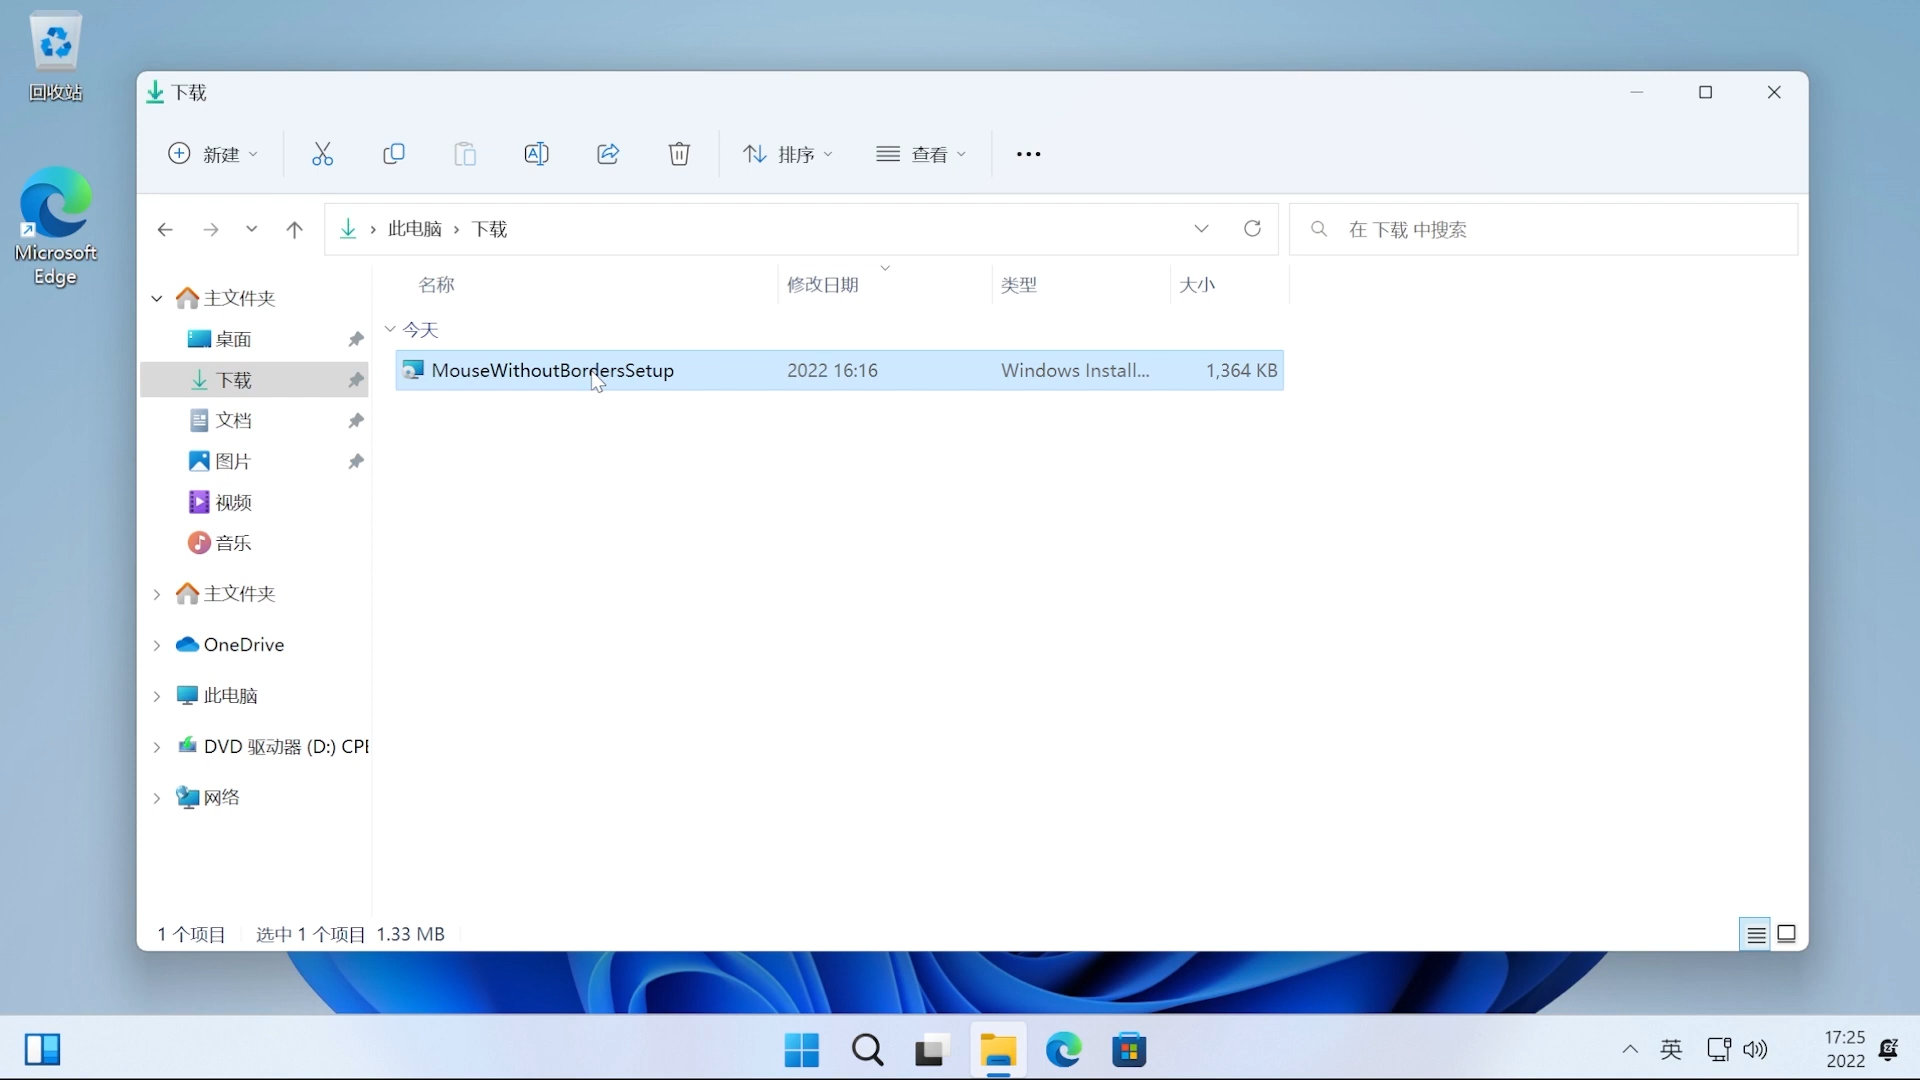 回收站
Microsoft
Edge
下载
新建
排序
查看
此电脑 下载
在 下载 中搜索
名称 修改日期 类型 大小
今天
MouseWithoutBordersSetup 2022 16:16 Windows Install... 1,364 KB
主文件夹
桌面
下载
文档
图片
视频
音乐
主文件夹
OneDrive
此电脑
DVD 驱动器 (D:) CPE
网络
1 个项目 选中 1 个项目 1.33 MB
英
17:25
2022